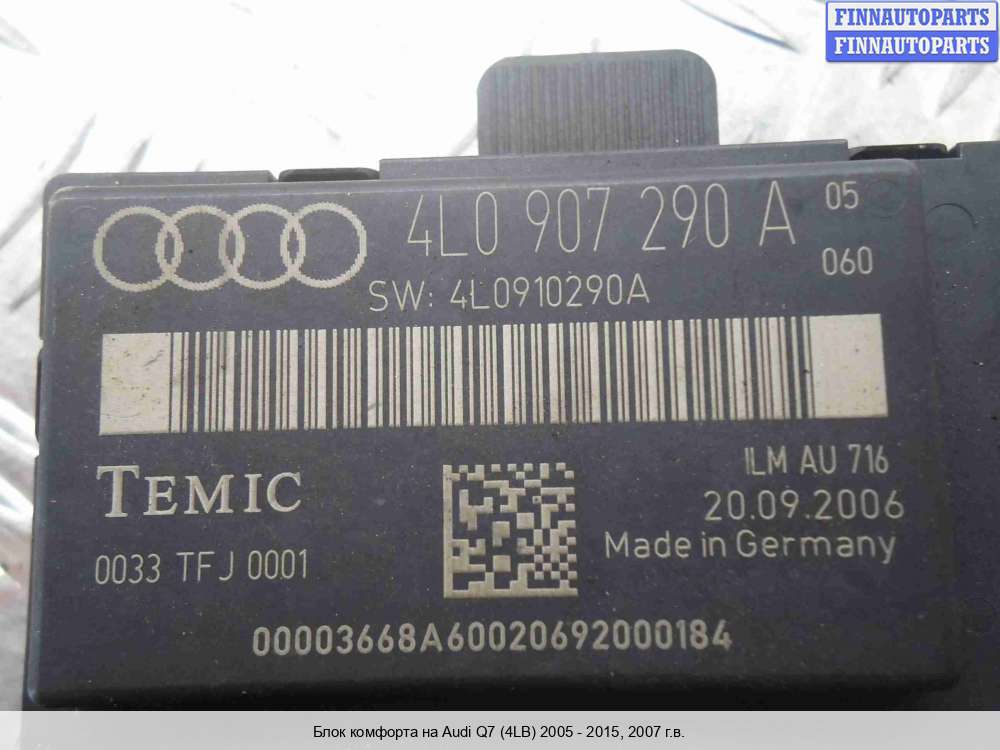 FINNAUTOPARTS
FINNAUTOPARTS
4L0 907 290 A 05
060
SW: 4L0910290A
TEMIC
ILM AU 716
20.09.2006
Made in Germany
0033 TFJ 0001
00003668A60020692000184
Блок комфорта на Audi Q7 (4LB) 2005 - 2015, 2007 г.в.